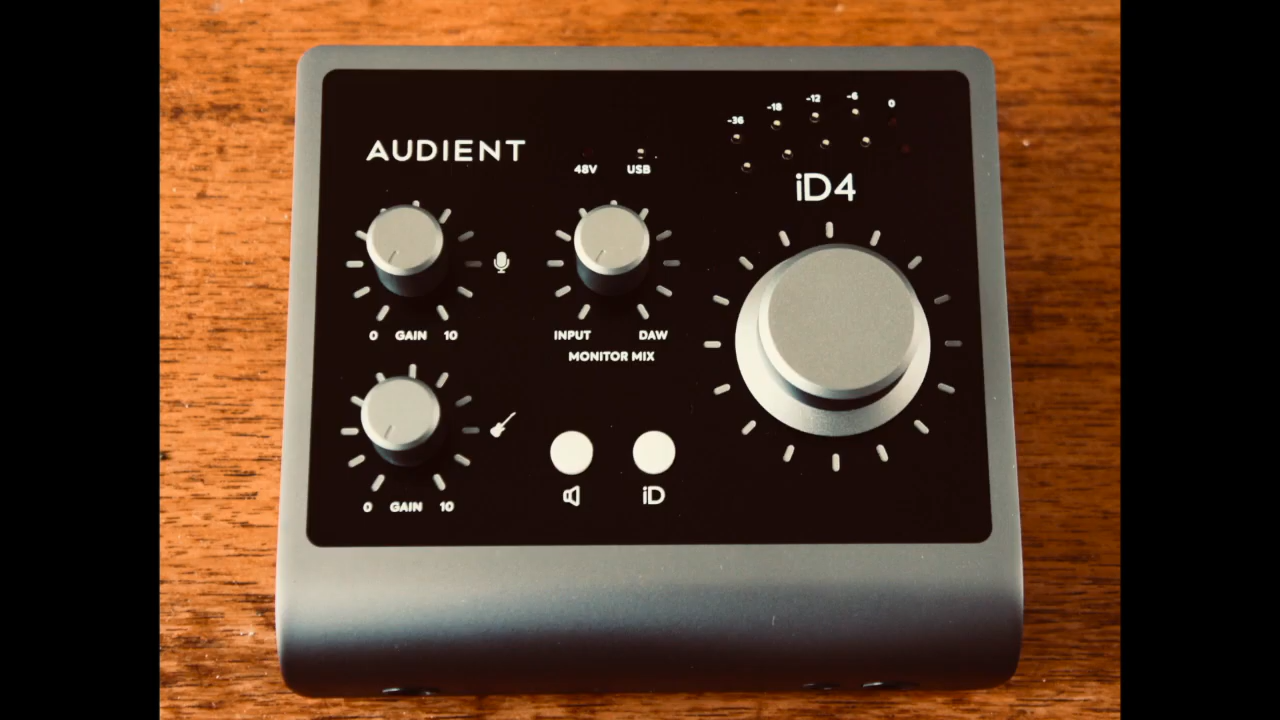 AUDIENT
48V USB
-36 -18 -12 -6 0
iD4
0 GAIN 10
INPUT DAW
MONITOR MIX
0 GAIN 10
iD